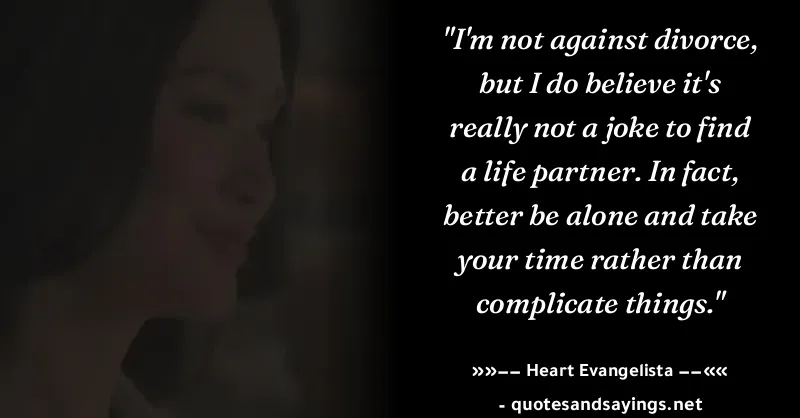 "I'm not against divorce,
but I do believe it's
really not a joke to find
a life partner. In fact,
better be alone and take
your time rather than
complicate things."
»»−− Heart Evangelista −−««
- quotesandsayings.net